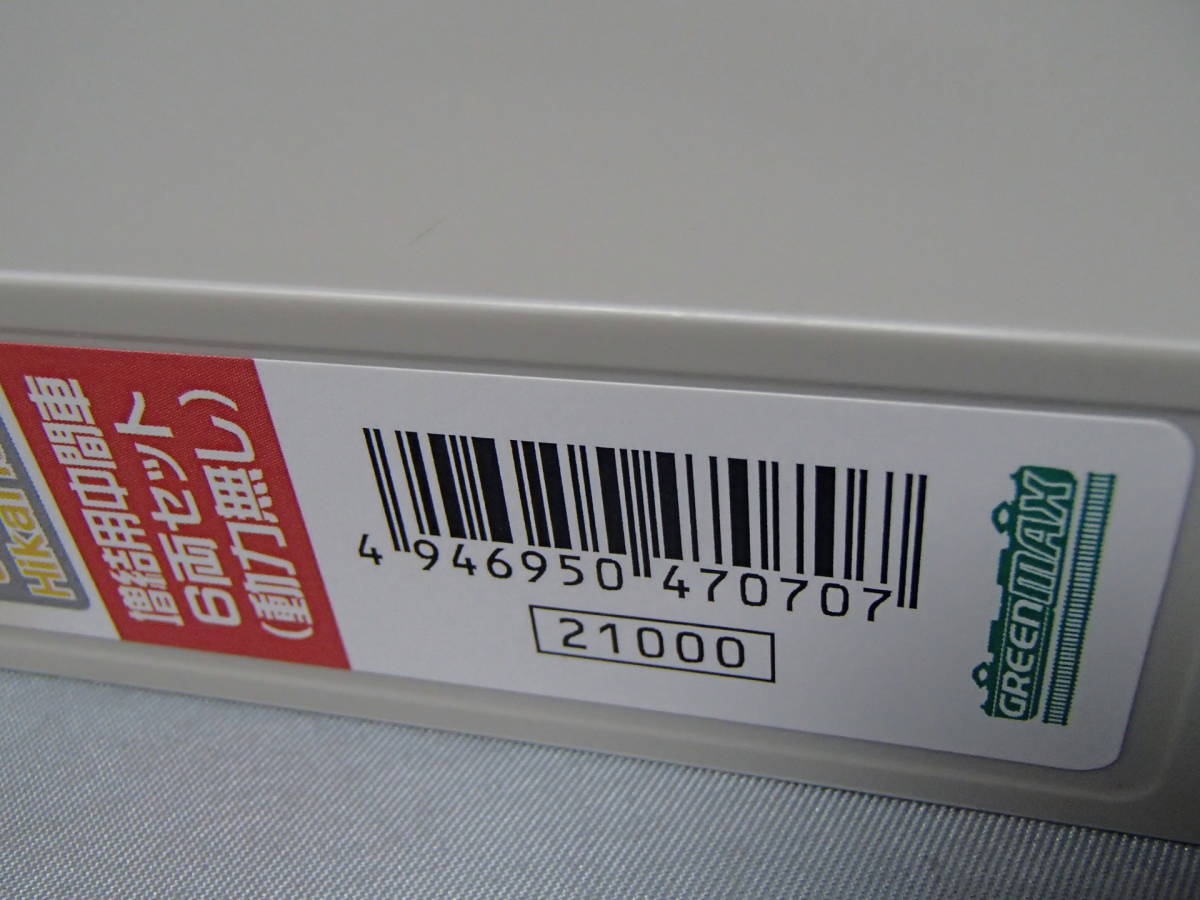 Hikari
増結用中間車
6両セット
(動力無し)
4 946950 470707
21000
GREENMAX